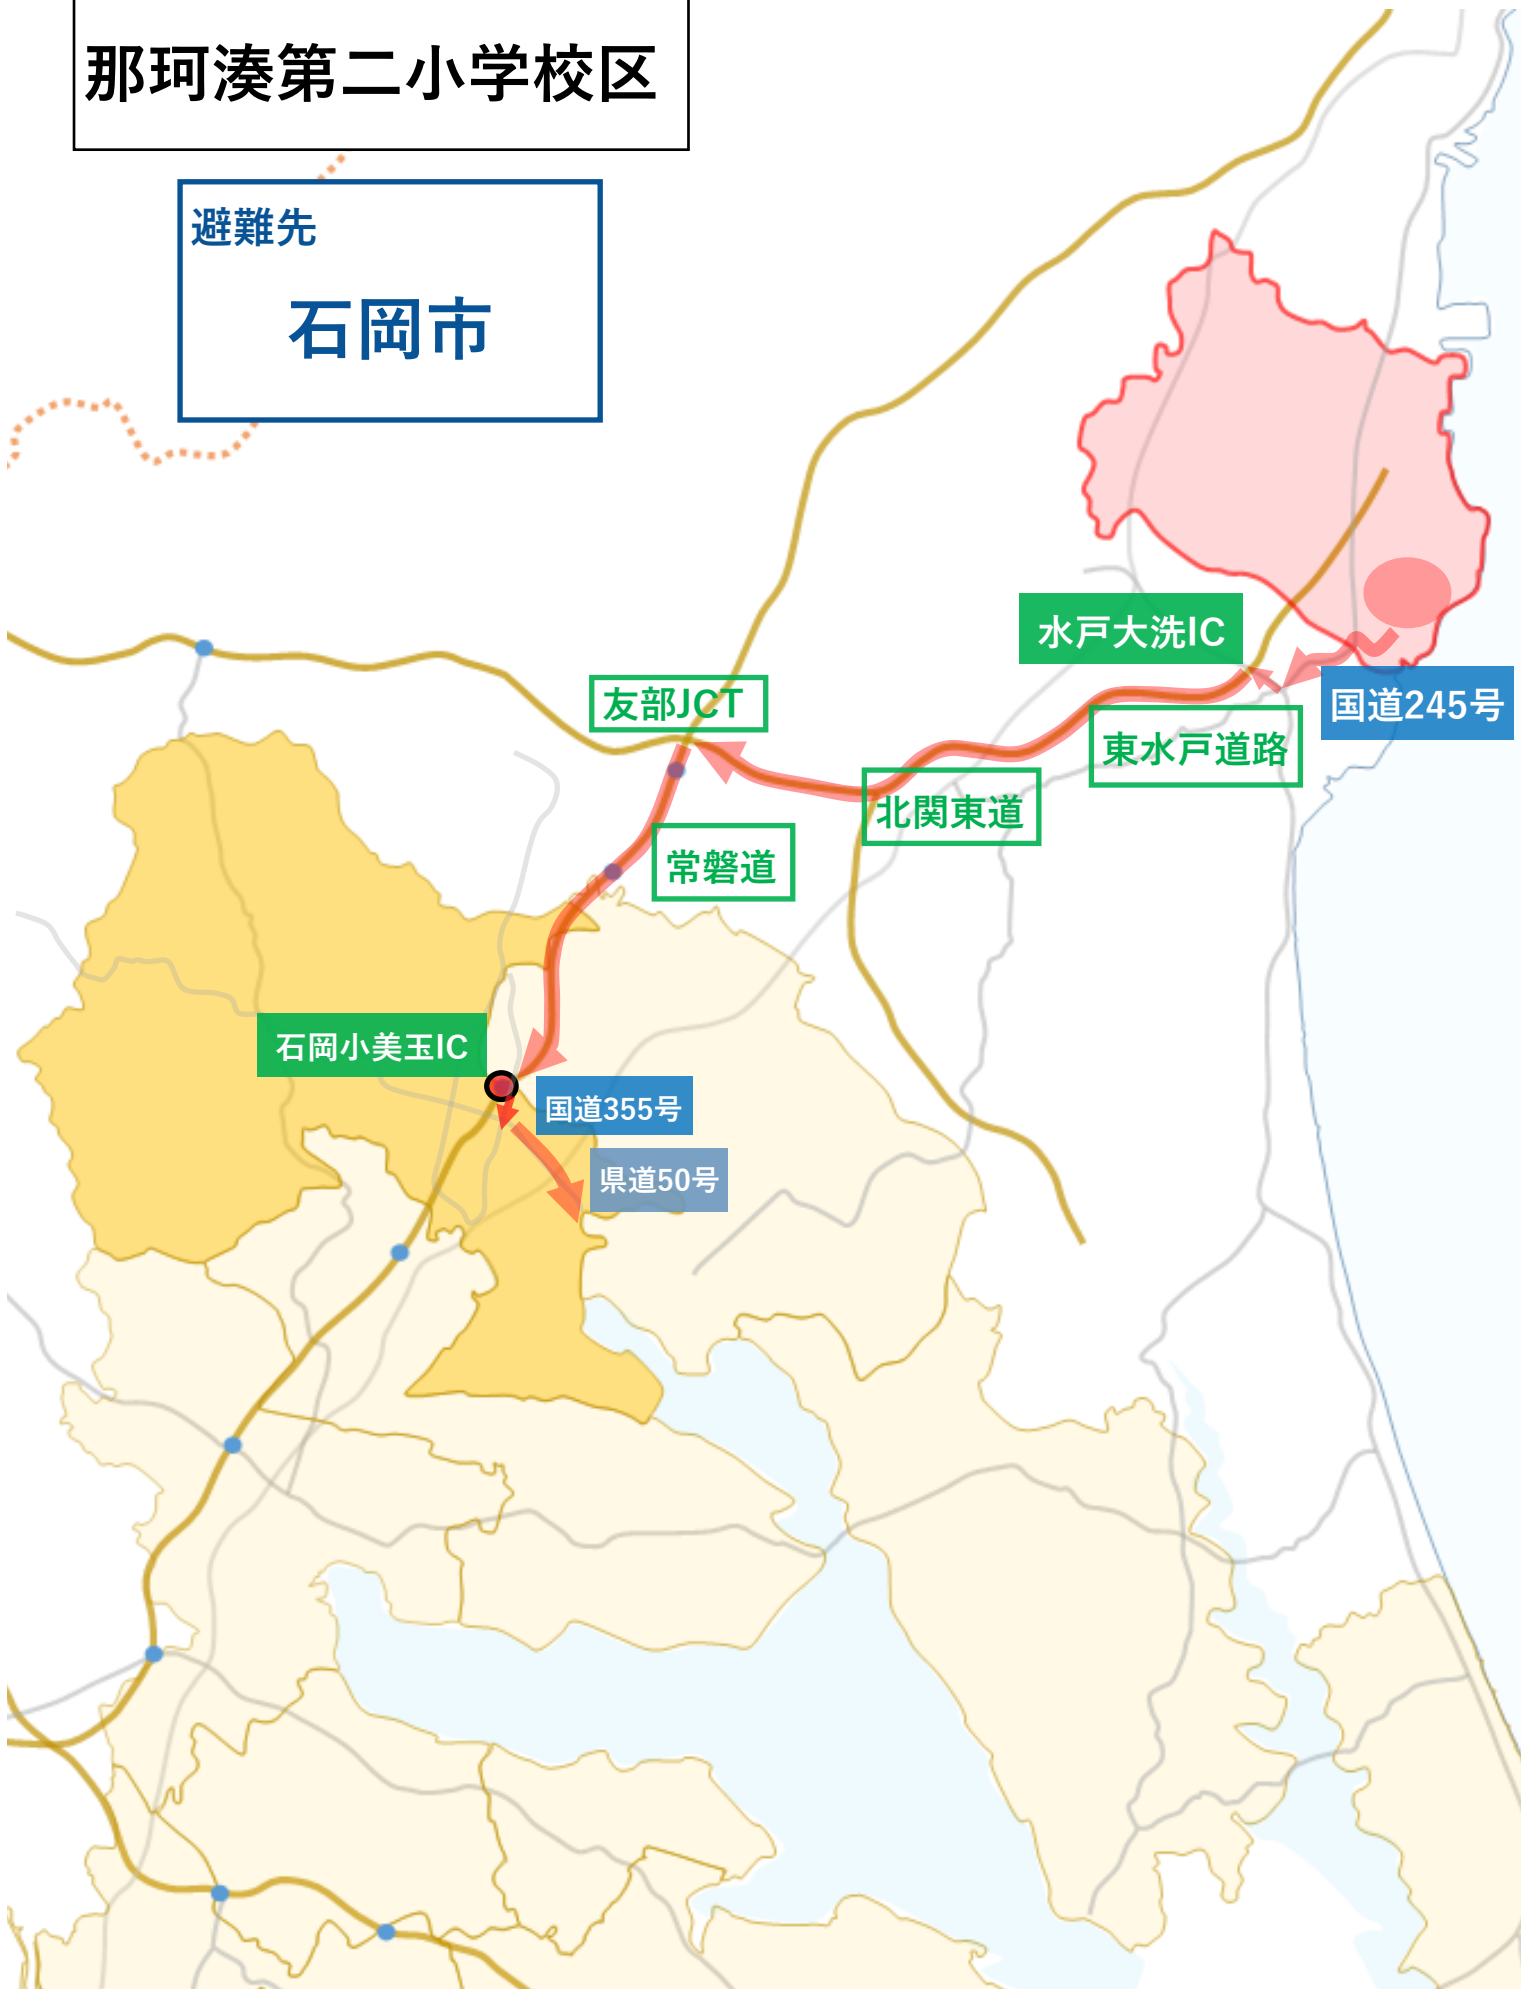 那珂湊第二小学校区
避難先
石岡市
水戸大洗IC
国道245号
友部JCT
東水戸道路
北関東道
常磐道
石岡小美玉IC
国道355号
県道50号